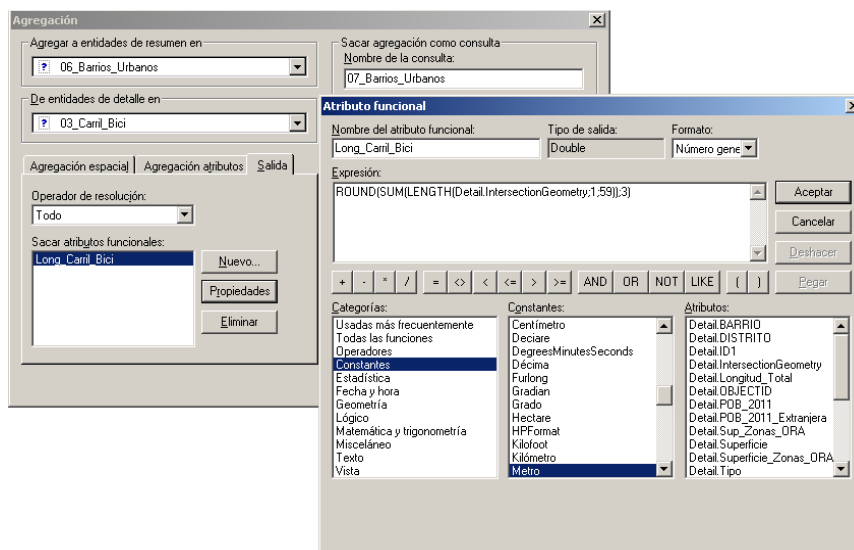 Agregación
Agregar a entidades de resumen en
06_Barrios_Urbanos
Sacar agregación como consulta
Nombre de la consulta:
07_Barrios_Urbanos
De entidades de detalle en
03_Carril_Bici
Agregación espacial
Agregación atributos
Salida
Operador de resolución:
Todo
Sacar atributos funcionales:
Long_Carril_Bici
Nuevo...
Propiedades
Eliminar
Atributo funcional
Nombre del atributo funcional:
Tipo de salida:
Formato:
Long_Carril_Bici
Double
Número gene
Expresión:
ROUND(SUM(LENGTH(Detail.IntersectionGeometry;1;59));3)
Aceptar
Cancelar
Deshacer
Pegar
+ - * / = <> < <= > >= AND OR NOT LIKE ( )
Categorías:
Usadas más frecuentemente
Todas las funciones
Operadores
Constantes
Estadística
Fecha y hora
Geometría
Lógico
Matemática y trigonometría
Misceláneo
Texto
Vista
Constantes:
Centímetro
Deciare
DegreesMinutesSeconds
Décima
Furlong
Gradian
Grado
Hectare
HPFormat
Kilofoot
Kilómetro
Metro
Atributos:
Detail.BARRIO
Detail.DISTRITO
Detail.ID1
Detail.IntersectionGeometry
Detail.Longitud_Total
Detail.OBJECTID
Detail.POB_2011
Detail.POB_2011_Extranjera
Detail.Sup_Zonas_ORA
Detail.Superficie
Detail.Superficie_Zonas_ORA
Detail.Tipo